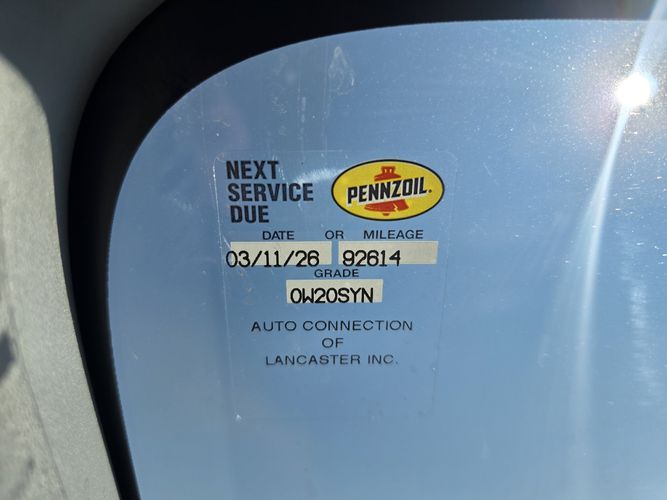 NEXT
SERVICE
DUE
PENNZOIL.
DATE OR MILEAGE
03/11/26 92614
GRADE
0W20SYN
AUTO CONNECTION
OF
LANCASTER INC.